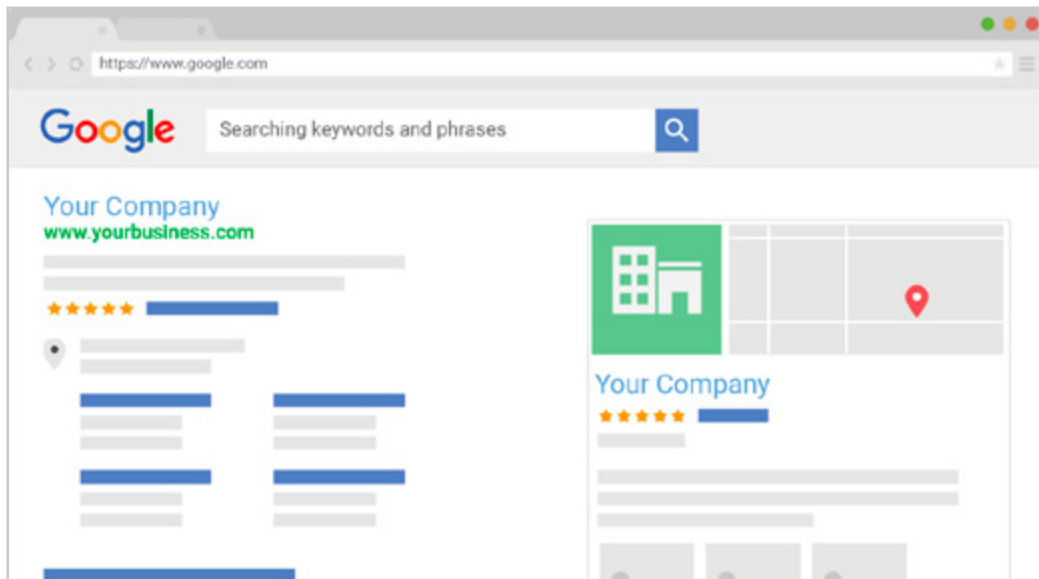 https://www.google.com
Google
Searching keywords and phrases
Your Company
www.yourbusiness.com
Your Company